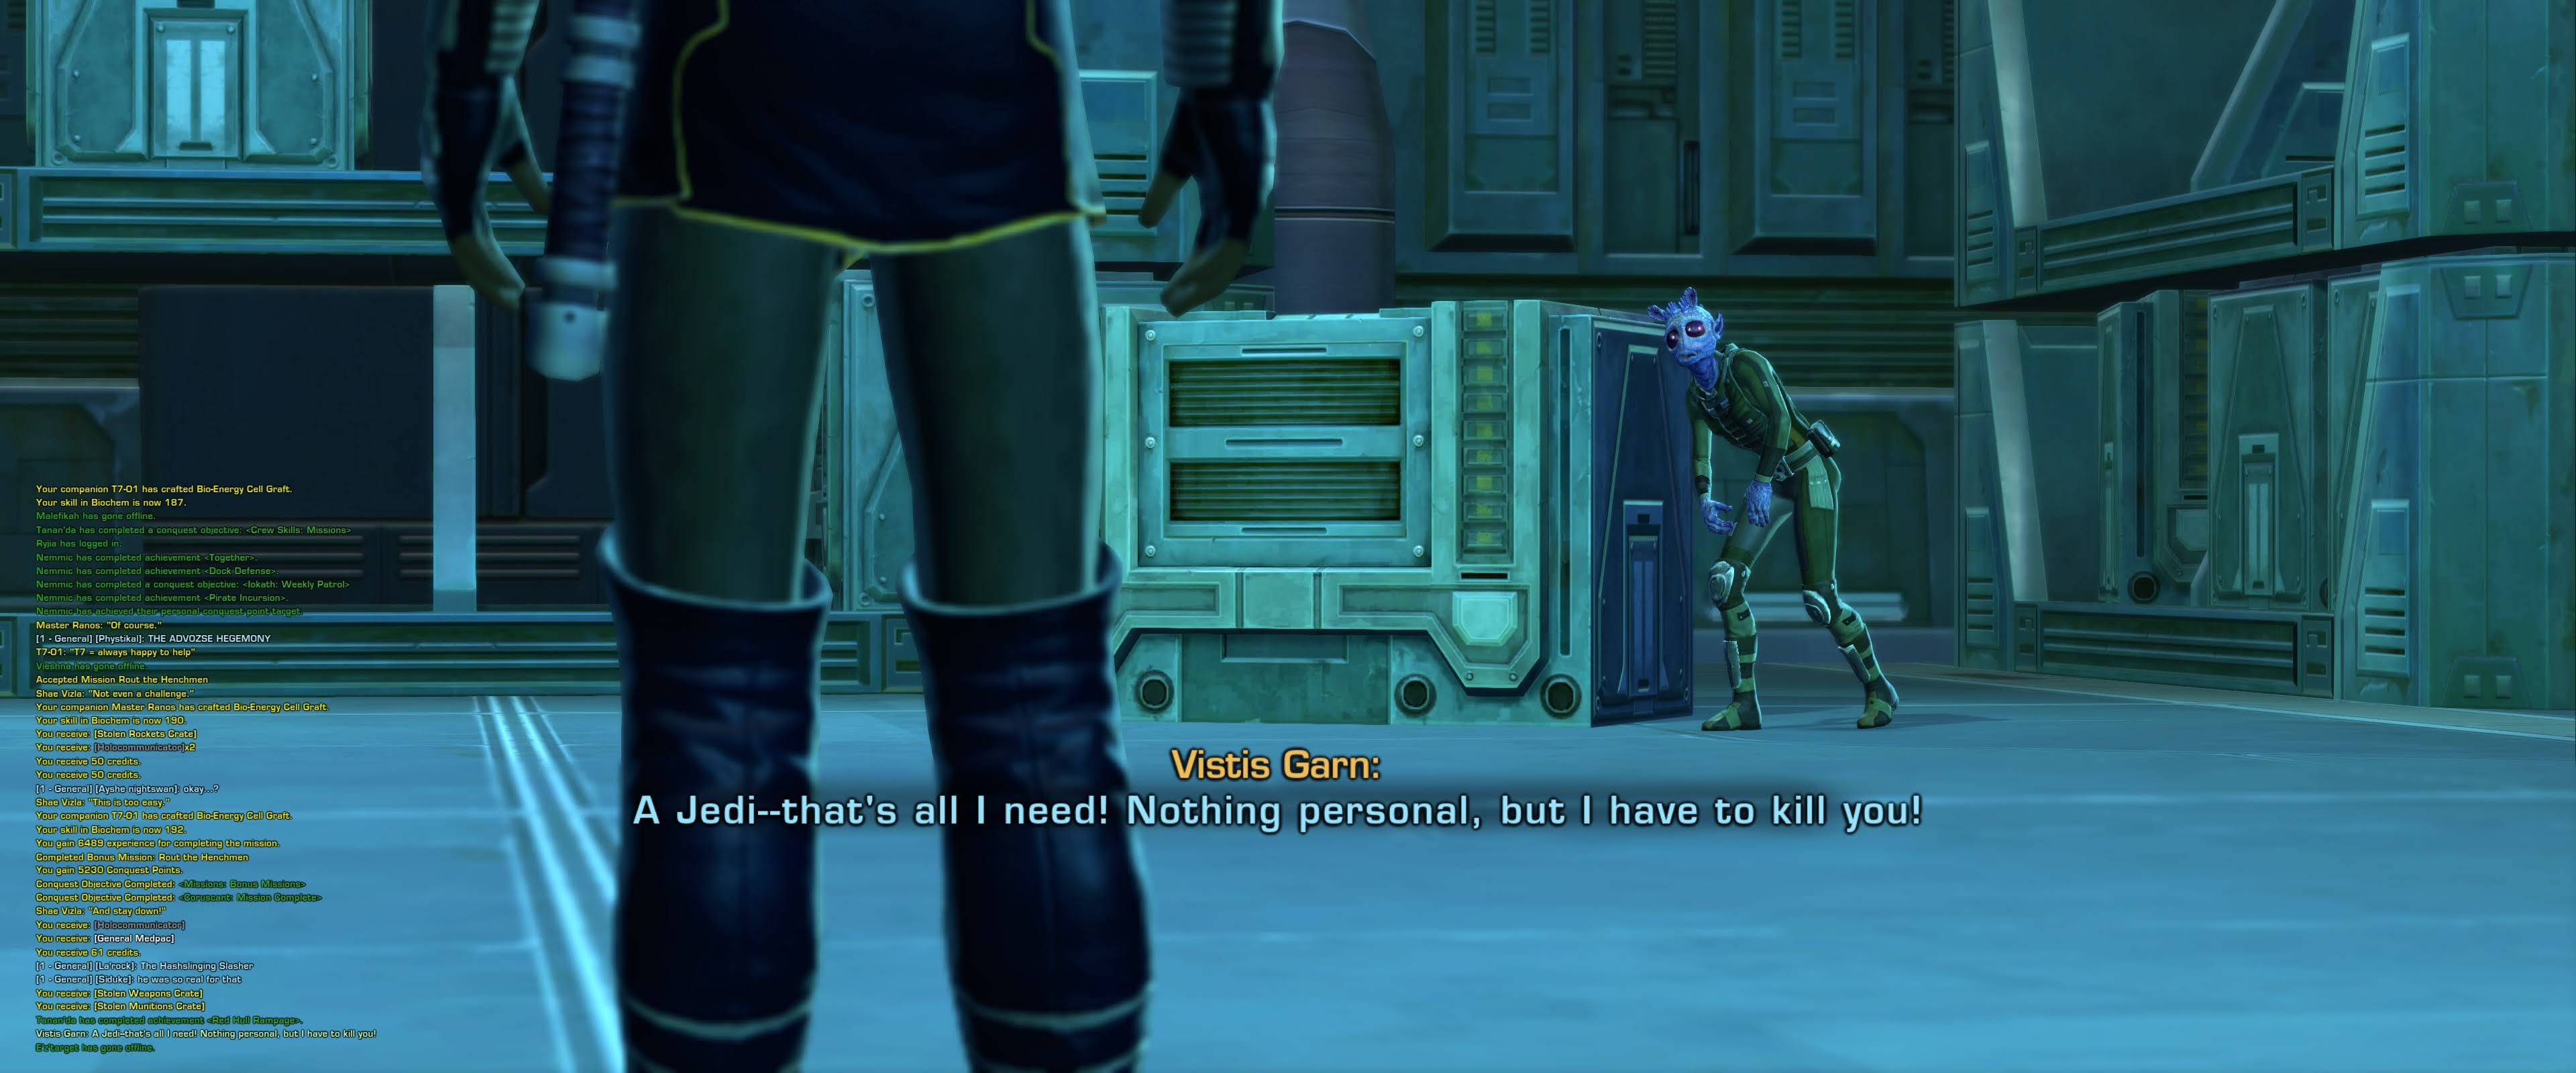 Your companion T7-01 has crafted Bio-Energy Cell Graft.
Your skill in Biochem is now 187.
Malefikah has gone offline.
Tanan'da has completed a conquest objective: <Crew Skills: Missions>
Ryjia has logged in.
Nemmic has completed achievement <Together>.
Nemmic has completed achievement <Dock Defense>.
Nemmic has completed a conquest objective: <Iokath: Weekly Patrol>
Nemmic has completed achievement <Pirate Incursion>.
Nemmic has achieved their personal conquest point target.
Master Ranos: "Of course."
[1 - General] [Phystikal]: THE ADVOZSE HEGEMONY
T7-01: "T7 = always happy to help"
Vieshna has gone offline.
Accepted Mission Rout the Henchmen
Shae Vizla: "Not even a challenge."
Your companion Master Ranos has crafted Bio-Energy Cell Graft.
Your skill in Biochem is now 190.
You receive: [Stolen Rockets Crate]
You receive: [Holocommunicator]x2
You receive 50 credits.
You receive 50 credits.
[1 - General] [Ayshe nightswan]: okay...?
Shae Vizla: "This is too easy."
Your companion T7-01 has crafted Bio-Energy Cell Graft.
Your skill in Biochem is now 192.
You gain 6489 experience for completing the mission.
Completed Bonus Mission: Rout the Henchmen
You gain 5230 Conquest Points.
Conquest Objective Completed: <Missions: Bonus Missions>
Conquest Objective Completed: <Coruscant: Mission Complete>
Shae Vizla: "And stay down!"
You receive: [Holocommunicator]
You receive: [General Medpac]
You receive 61 credits.
[1 - General] [La'rock]: The Hashslinging Slasher
[1 - General] [Siduke]: he was so real for that
You receive: [Stolen Weapons Crate]
You receive: [Stolen Munitions Crate]
Tanan'da has completed achievement <Red Hull Rampage>.
Vistis Garn: A Jedi--that's all I need! Nothing personal, but I have to kill you!
has gone offline.
Vistis Garn:
A Jedi--that's all I need! Nothing personal, but I have to kill you!